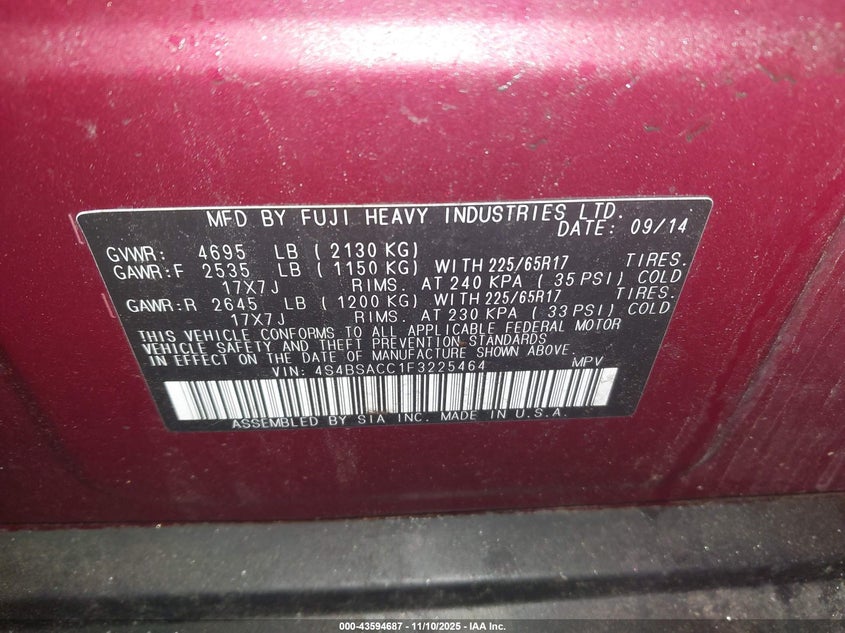 MFD BY FUJI HEAVY INDUSTRIES LTD.
DATE: 09/14
GVWR: 4695 LB (2130 KG)
GAWR:F 2535 LB (1150 KG) WITH 225/65R17 TIRES.
17X7J RIMS. AT 240 KPA (35 PSI) COLD
GAWR:R 2645 LB (1200 KG) WITH 225/65R17 TIRES.
17X7J RIMS. AT 230 KPA (33 PSI) COLD
THIS VEHICLE CONFORMS TO ALL APPLICABLE FEDERAL MOTOR
VEHICLE SAFETY AND THEFT PREVENTION STANDARDS
IN EFFECT ON THE DATE OF MANUFACTURE SHOWN ABOVE.
VIN: 4S4BSACC1F3225464 MPV
ASSEMBLED BY SIA INC. MADE IN U.S.A.
000-43594687 - 11/10/2025 - IAA Inc.